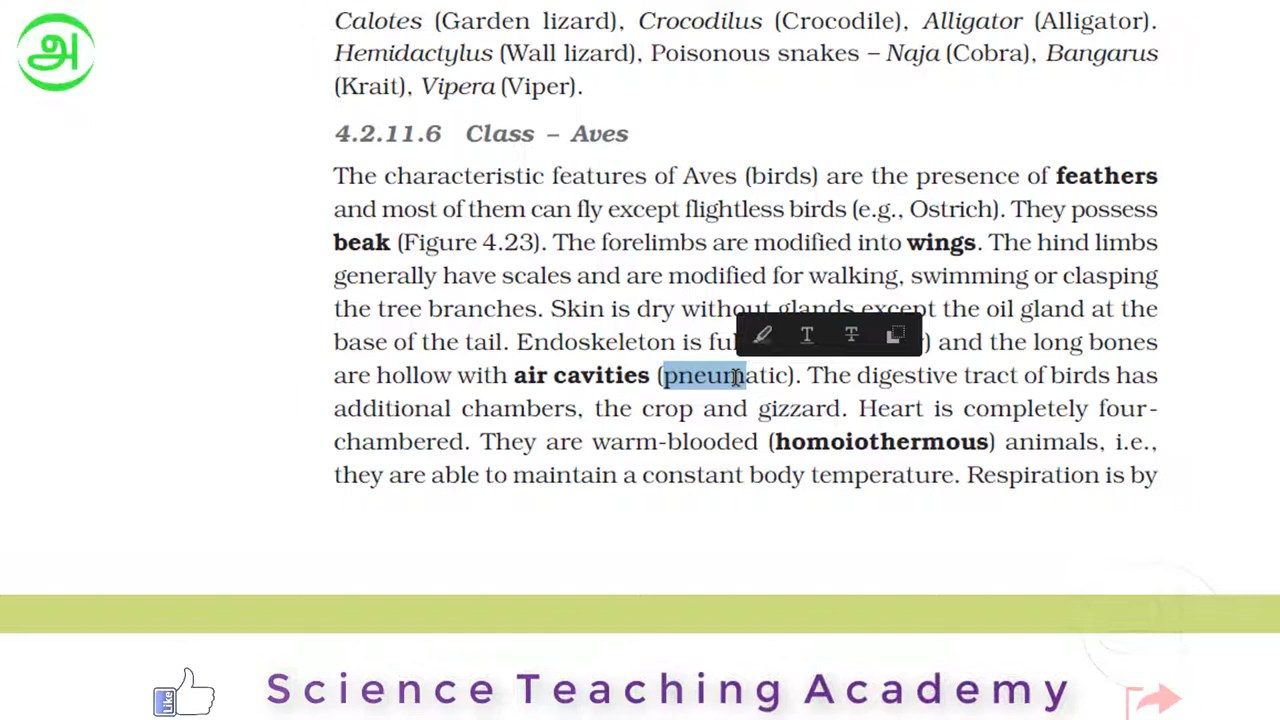 அ
Calotes (Garden lizard), Crocodilus (Crocodile), Alligator (Alligator).
Hemidactylus (Wall lizard), Poisonous snakes – Naja (Cobra), Bangarus
(Krait), Vipera (Viper).
4.2.11.6 Class – Aves
The characteristic features of Aves (birds) are the presence of feathers
and most of them can fly except flightless birds (e.g., Ostrich). They possess
beak (Figure 4.23). The forelimbs are modified into wings. The hind limbs
generally have scales and are modified for walking, swimming or clasping
the tree branches. Skin is dry without glands except the oil gland at the
base of the tail. Endoskeleton is ) and the long bones
are hollow with air cavities (pneumatic). The digestive tract of birds has
additional chambers, the crop and gizzard. Heart is completely four-
chambered. They are warm-blooded (homoiothermous) animals, i.e.,
they are able to maintain a constant body temperature. Respiration is by
Science Teaching Academy